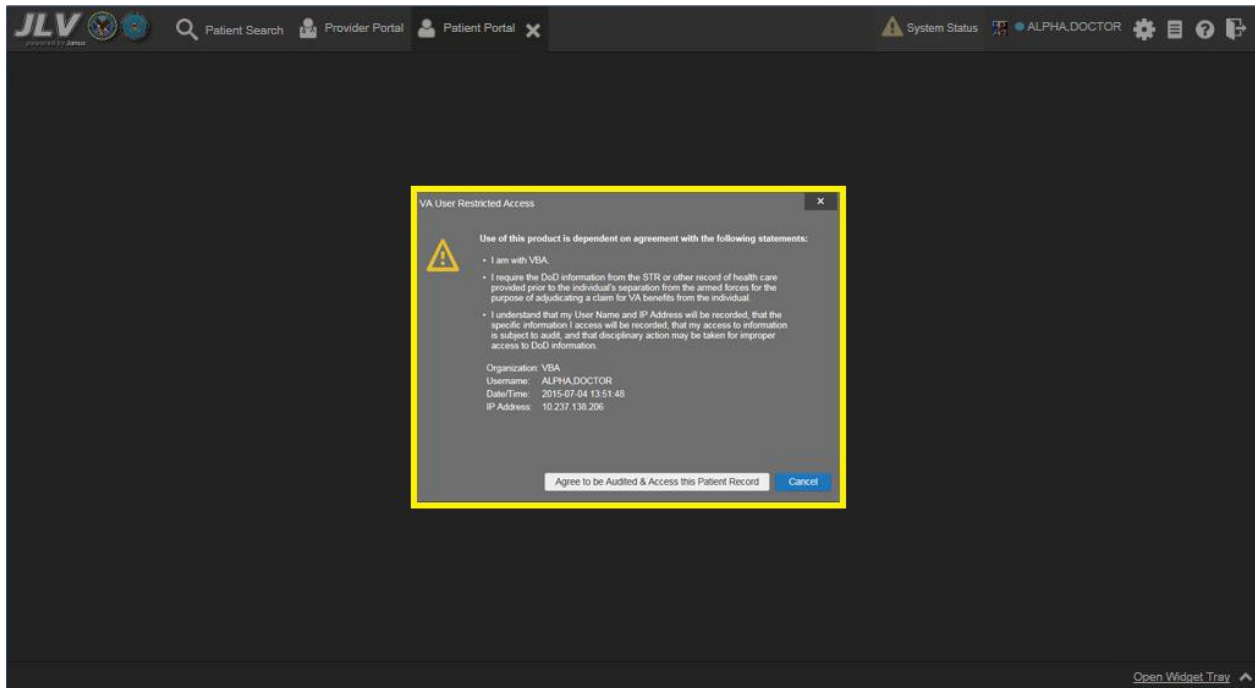 JLV
powered by Janus
Patient Search
Provider Portal
Patient Portal
System Status
ALPHA,DOCTOR
VA User Restricted Access
Use of this product is dependent on agreement with the following statements:
• I am with VBA.
• I require the DoD information from the STR or other record of health care
provided prior to the individual's separation from the armed forces for the
purpose of adjudicating a claim for VA benefits from the individual.
• I understand that my User Name and IP Address will be recorded, that the
specific information I access will be recorded, that my access to information
is subject to audit, and that disciplinary action may be taken for improper
access to DoD information.
Organization: VBA
Username: ALPHA,DOCTOR
Date/Time: 2015-07-04 13:51:48
IP Address: 10.237.138.206
Agree to be Audited & Access this Patient Record
Cancel
Open Widget Tray